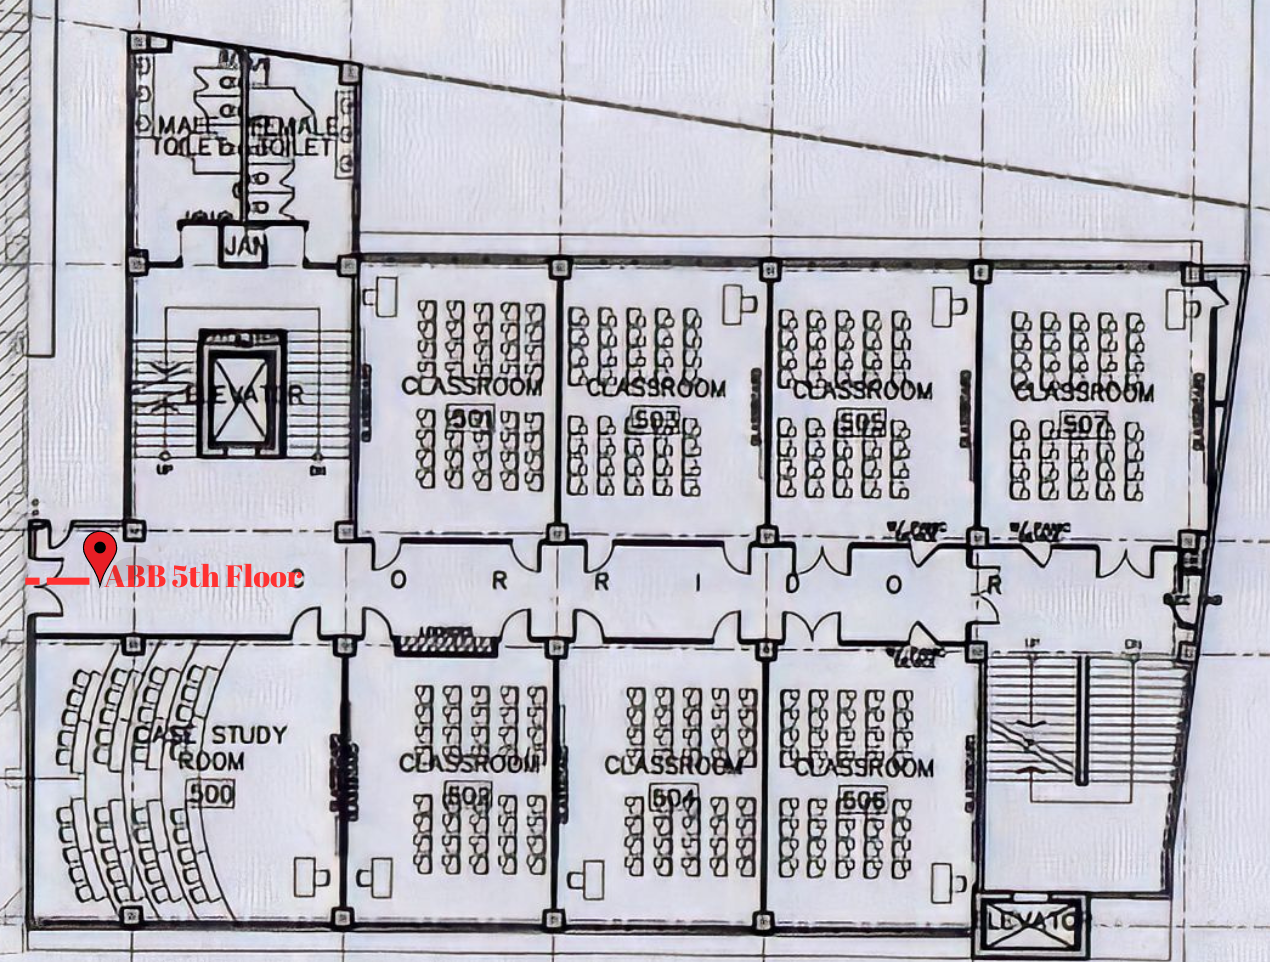 MALE
TOILET
FEMALE
TOILET
JAN
ELEVATOR
UP
DN
CLASSROOM
501
CLASSROOM
503
CLASSROOM
505
CLASSROOM
507
ABB 5th Floor
C O R R I D O R
CASE STUDY
ROOM
500
CLASSROOM
502
CLASSROOM
504
CLASSROOM
506
UP
DN
ELEVATOR